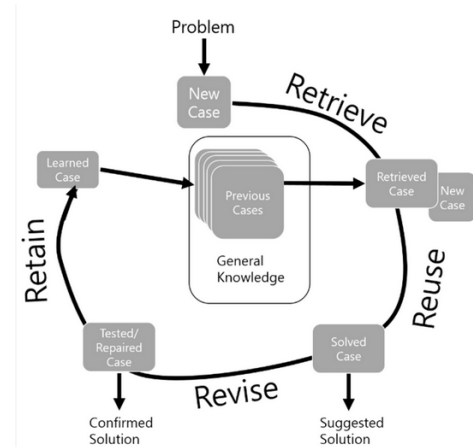 Problem
New
Case
Retrieve
Learned
Case
Previous
Cases
Retrieved
Case
New
Case
General
Knowledge
Retain
Reuse
Tested/
Repaired
Case
Revise
Solved
Case
Confirmed
Solution
Suggested
Solution